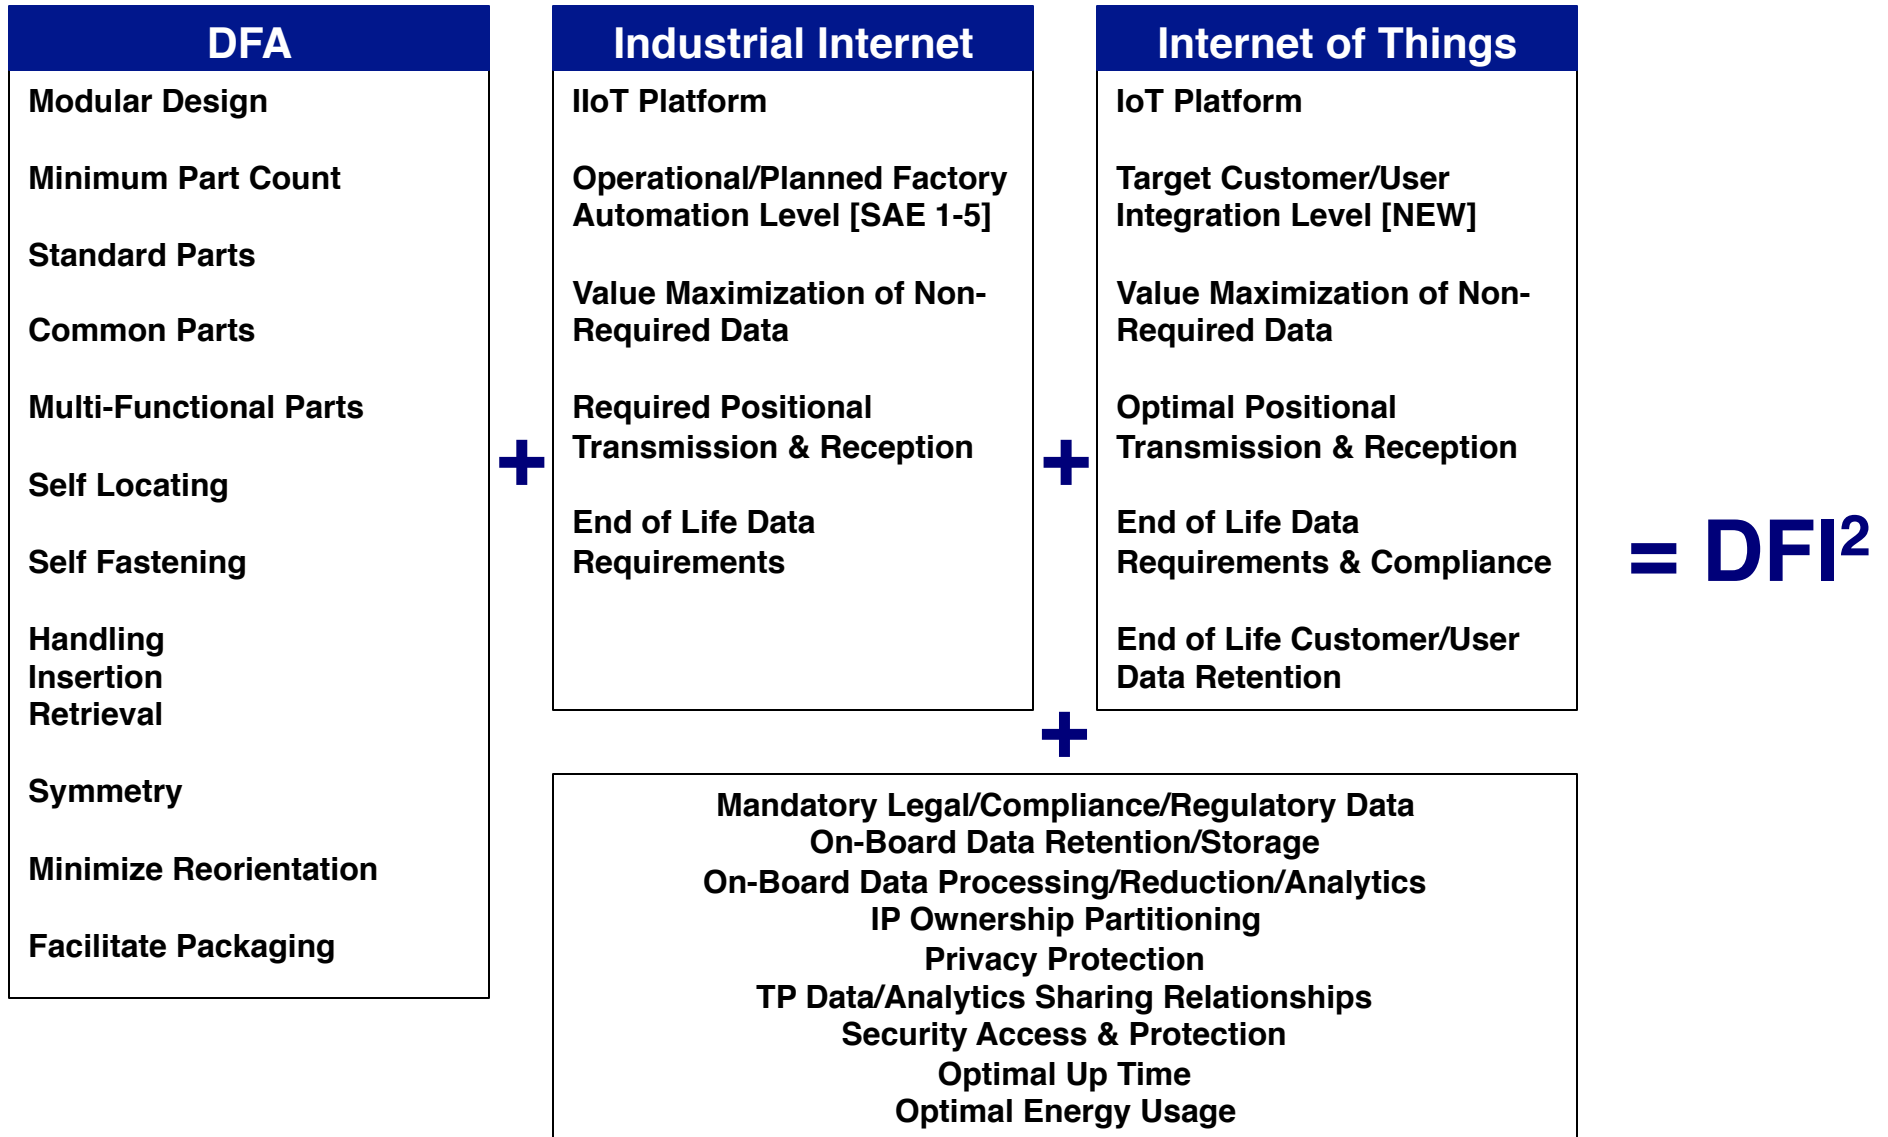 DFA
Modular Design
Minimum Part Count
Standard Parts
Common Parts
Multi-Functional Parts
Self Locating
Self Fastening
Handling
Insertion
Retrieval
Symmetry
Minimize Reorientation
Facilitate Packaging
+
Industrial Internet
IIoT Platform
Operational/Planned Factory
Automation Level [SAE 1-5]
Value Maximization of Non-
Required Data
Required Positional
Transmission & Reception
End of Life Data
Requirements
+
Internet of Things
IoT Platform
Target Customer/User
Integration Level [NEW]
Value Maximization of Non-
Required Data
Optimal Positional
Transmission & Reception
End of Life Data
Requirements & Compliance
End of Life Customer/User
Data Retention
+
Mandatory Legal/Compliance/Regulatory Data
On-Board Data Retention/Storage
On-Board Data Processing/Reduction/Analytics
IP Ownership Partitioning
Privacy Protection
TP Data/Analytics Sharing Relationships
Security Access & Protection
Optimal Up Time
Optimal Energy Usage
= DFI²